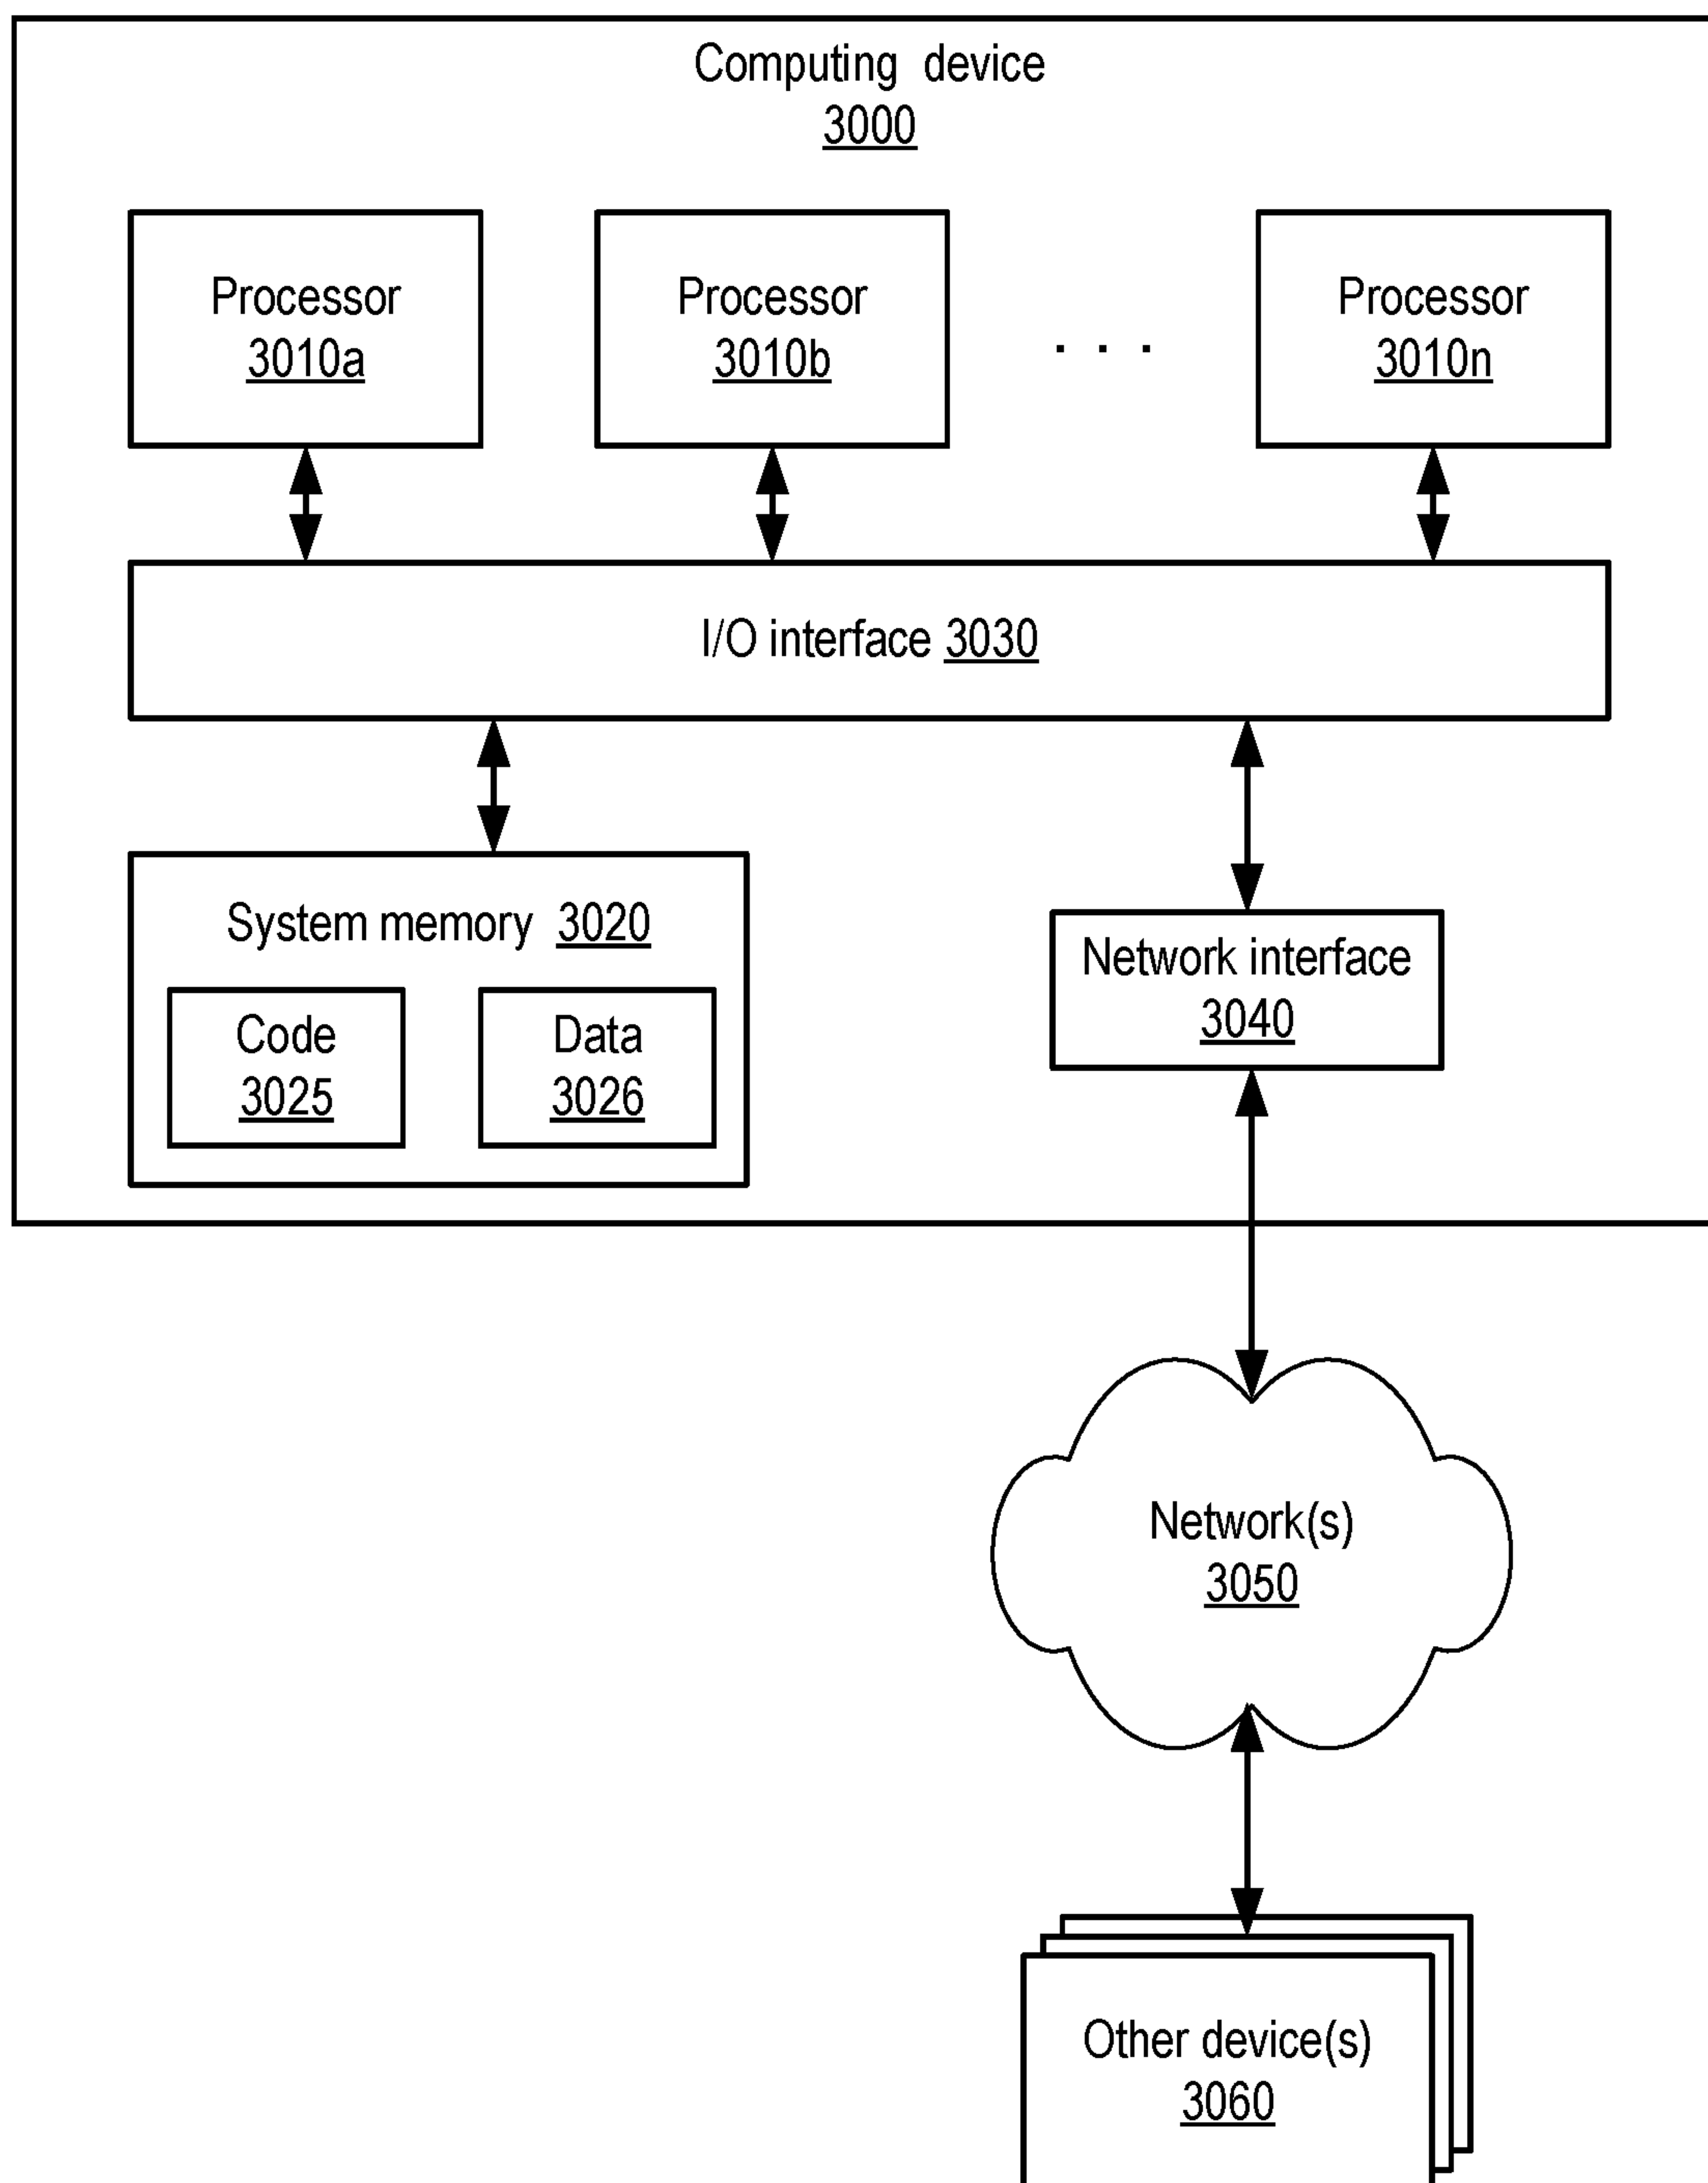 Computing device
3000
Processor
3010a
Processor
3010b
. . .
Processor
3010n
I/O interface 3030
System memory 3020
Code
3025
Data
3026
Network interface
3040
Network(s)
3050
Other device(s)
3060